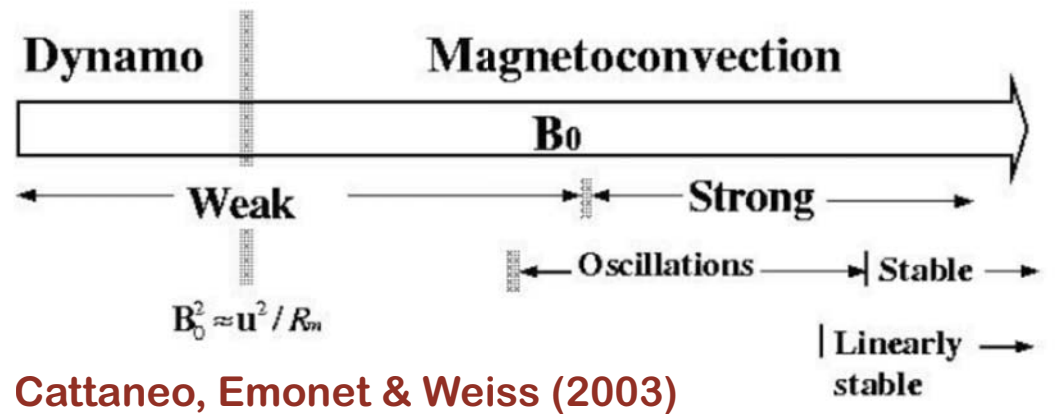 Dynamo Magnetoconvection
B₀
Weak Strong
Oscillations Stable
B₀² ≈ u² / Rₘ
Linearly
stable
Cattaneo, Emonet & Weiss (2003)